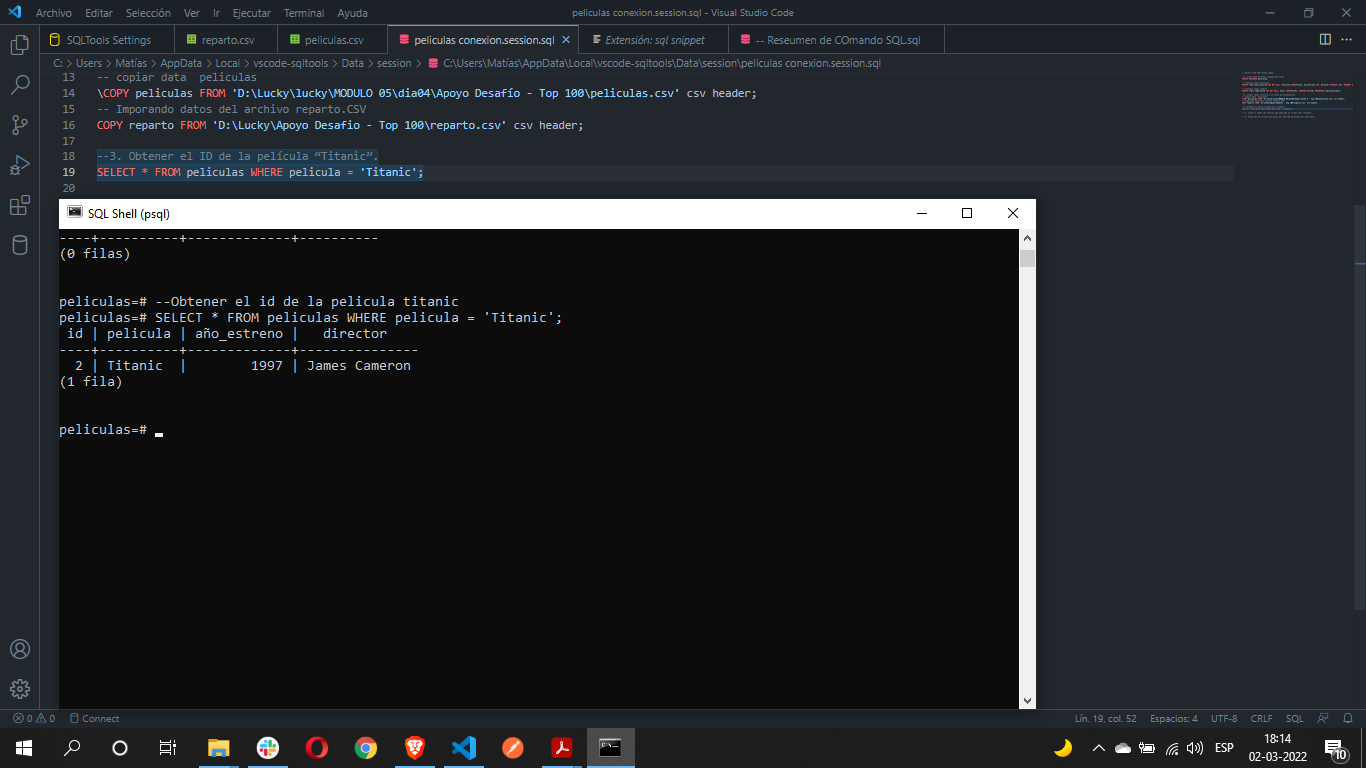 Archivo Editar Selección Ver Ir Ejecutar Terminal Ayuda
peliculas conexion.session.sql - Visual Studio Code
SQLTools Settings
reparto.csv
peliculas.csv
peliculas conexion.session.sql
Extensión: sql snippet
-- Reseumen de COmando SQL.sql
C: > Users > Matías > AppData > Local > vscode-sqltools > Data > session > C:\Users\Matías\AppData\Local\vscode-sqltools\Data\session\peliculas conexion.session.sql
13 -- copiar data  peliculas
14 \COPY peliculas FROM 'D:\Lucky\lucky\MODULO 05\dia04\Apoyo Desafío - Top 100\peliculas.csv' csv header;
15 -- Imporando datos del archivo reparto.CSV
16 COPY reparto FROM 'D:\Lucky\Apoyo Desafio - Top 100\reparto.csv' csv header;
17
18 --3. Obtener el ID de la película “Titanic”.
19 SELECT * FROM peliculas WHERE pelicula = 'Titanic';
20
SQL Shell (psql)
----+----------+-------------+----------
(0 filas)
peliculas=# --Obtener el id de la pelicula titanic
peliculas=# SELECT * FROM peliculas WHERE pelicula = 'Titanic';
 id | pelicula | año_estreno |   director
----+----------+-------------+---------------
  2 | Titanic  |        1997 | James Cameron
(1 fila)
peliculas=#
0 0 Connect
Lín. 19, col. 52 Espacios: 4 UTF-8 CRLF SQL
ESP
18:14
02-03-2022
10